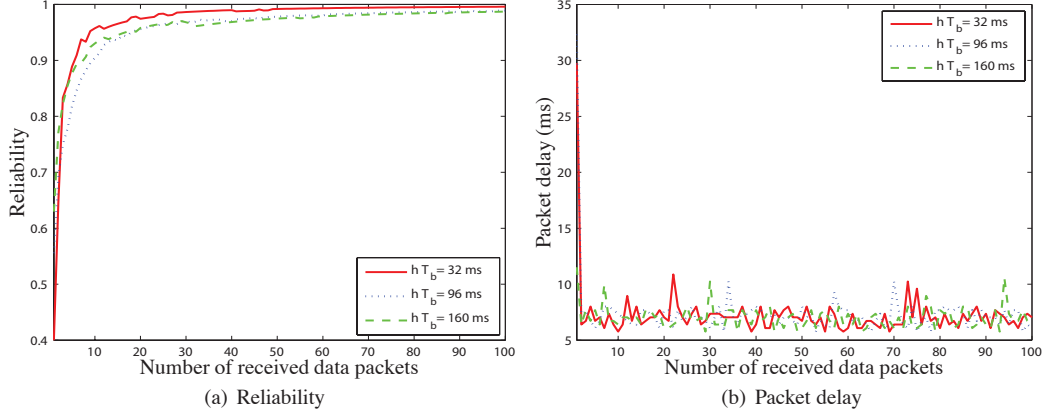 1
0.9
0.8
0.7
0.6
0.5
0.4
Reliability
10 20 30 40 50 60 70 80 90 100
Number of received data packets
h T_b = 32 ms
h T_b = 96 ms
h T_b = 160 ms
(a) Reliability
35
30
25
20
15
10
5
Packet delay (ms)
10 20 30 40 50 60 70 80 90 100
Number of received data packets
h T_b = 32 ms
h T_b = 96 ms
h T_b = 160 ms
(b) Packet delay